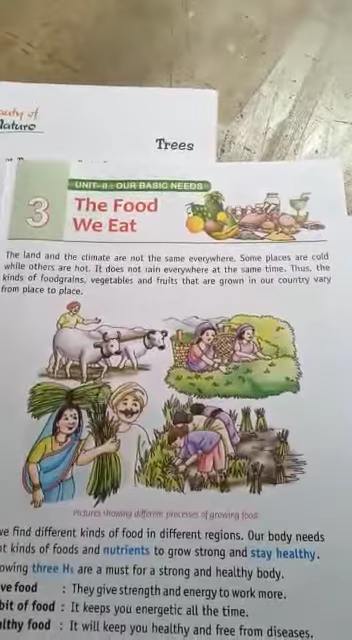 auty of
Nature
Trees
UNIT-II : OUR BASIC NEEDS
3
The Food
We Eat
The land and the climate are not the same everywhere. Some places are cold
while others are hot. It does not rain everywhere at the same time. Thus, the
kinds of foodgrains, vegetables and fruits that are grown in our country vary
from place to place.
Pictures showing different processes of growing food
we find different kinds of food in different regions. Our body needs
nt kinds of foods and nutrients to grow strong and stay healthy.
owing three Hs are a must for a strong and healthy body.
ve food : They give strength and energy to work more.
bit of food : It keeps you energetic all the time.
lthy food : It will keep you healthy and free from diseases.